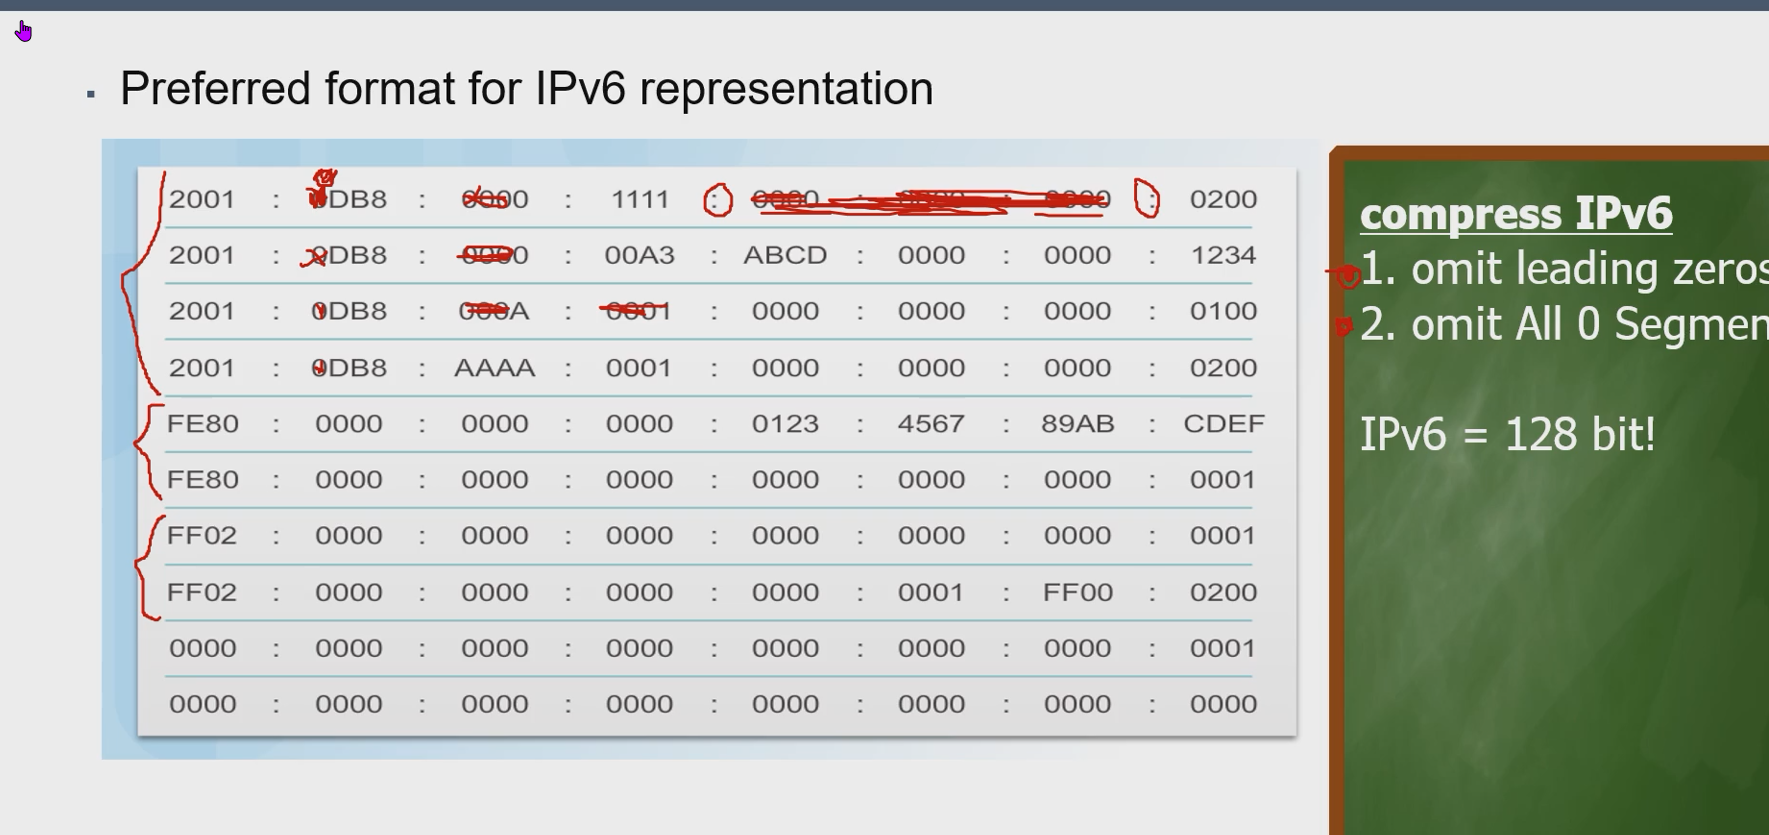 ▪ Preferred format for IPv6 representation
2001 : 0DB8 : 0000 : 1111 : 0000 : 0000 : 0000 : 0200
2001 : 0DB8 : 0000 : 00A3 : ABCD : 0000 : 0000 : 1234
2001 : 0DB8 : 000A : 0001 : 0000 : 0000 : 0000 : 0100
2001 : 0DB8 : AAAA : 0001 : 0000 : 0000 : 0000 : 0200
FE80 : 0000 : 0000 : 0000 : 0123 : 4567 : 89AB : CDEF
FE80 : 0000 : 0000 : 0000 : 0000 : 0000 : 0000 : 0001
FF02 : 0000 : 0000 : 0000 : 0000 : 0000 : 0000 : 0001
FF02 : 0000 : 0000 : 0000 : 0000 : 0001 : FF00 : 0200
0000 : 0000 : 0000 : 0000 : 0000 : 0000 : 0000 : 0001
0000 : 0000 : 0000 : 0000 : 0000 : 0000 : 0000 : 0000
compress IPv6
1. omit leading zeros
2. omit All 0 Segmen
IPv6 = 128 bit!